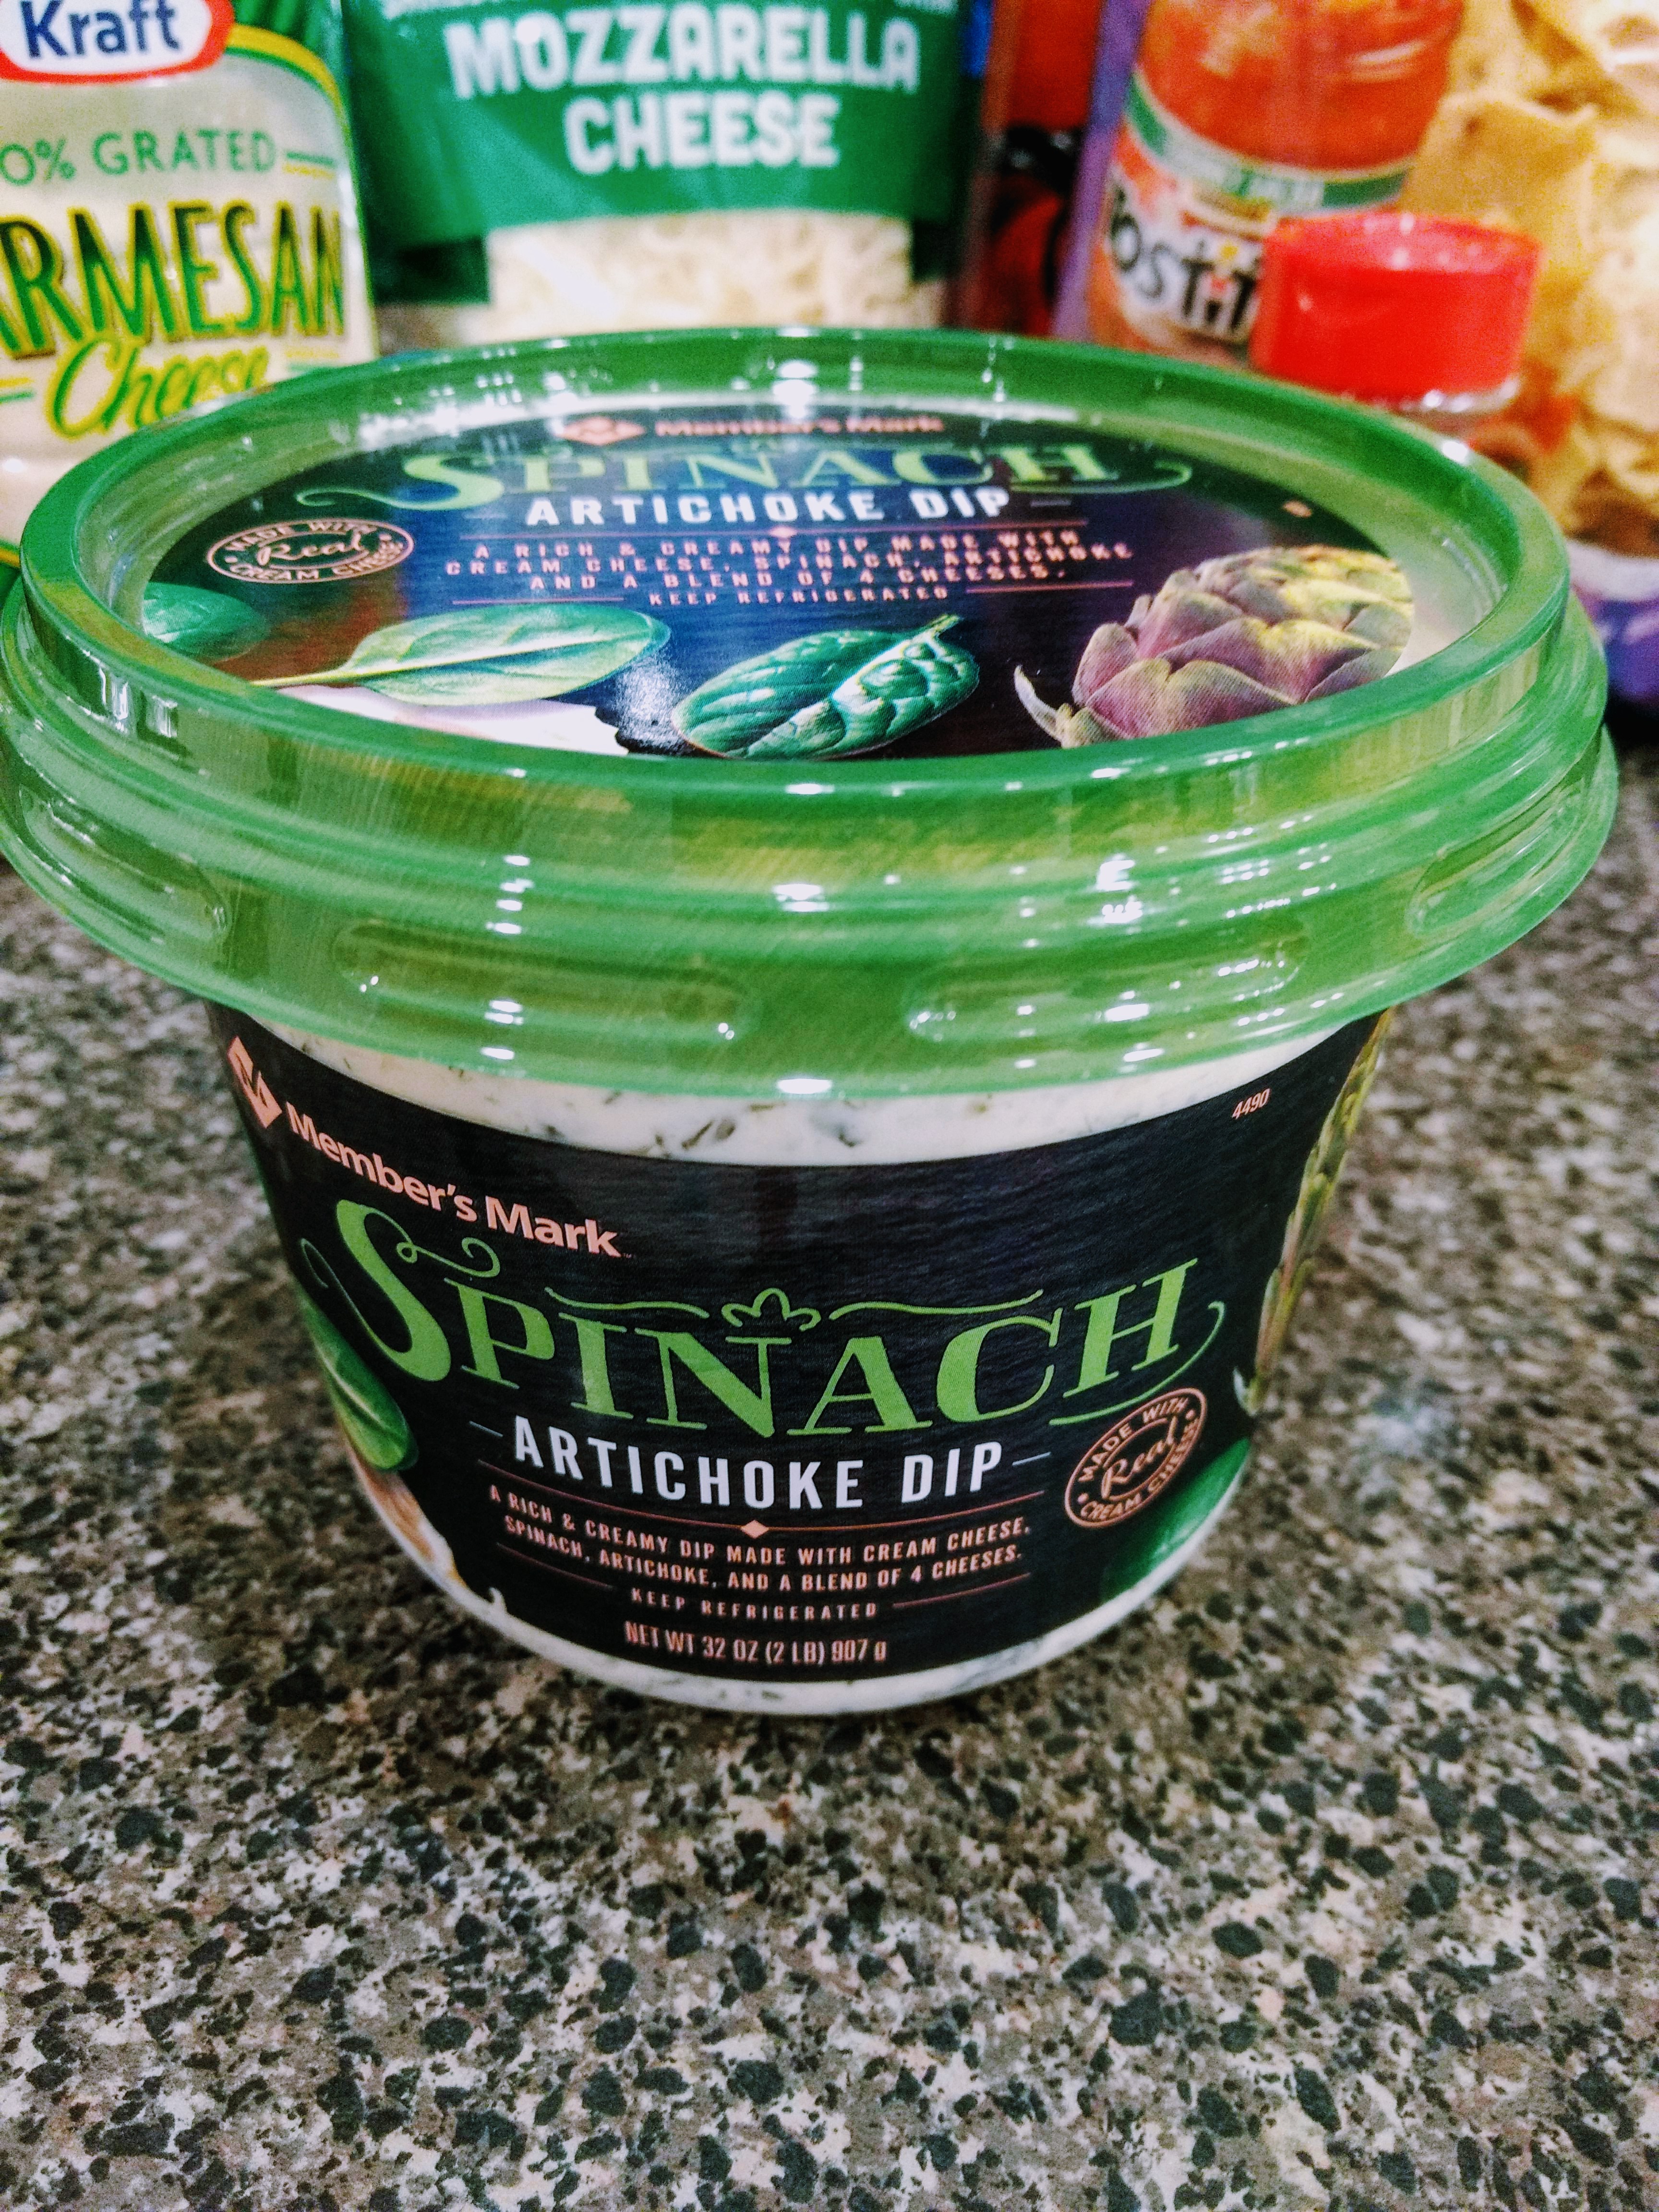 Kraft
0% GRATED
ARMESAN
Cheese
MOZZARELLA
CHEESE
Member's Mark
SPINACH
ARTICHOKE DIP
MADE WITH
Real
CREAM CHEESE
A RICH & CREAMY DIP MADE WITH
CREAM CHEESE, SPINACH, ARTICHOKE
AND A BLEND OF 4 CHEESES.
KEEP REFRIGERATED
4490
Member's Mark
SPINACH
ARTICHOKE DIP
MADE WITH
Real
CREAM CHEESE
A RICH & CREAMY DIP MADE WITH CREAM CHEESE,
SPINACH, ARTICHOKE, AND A BLEND OF 4 CHEESES.
KEEP REFRIGERATED
NET WT 32 OZ (2 LB) 907 g